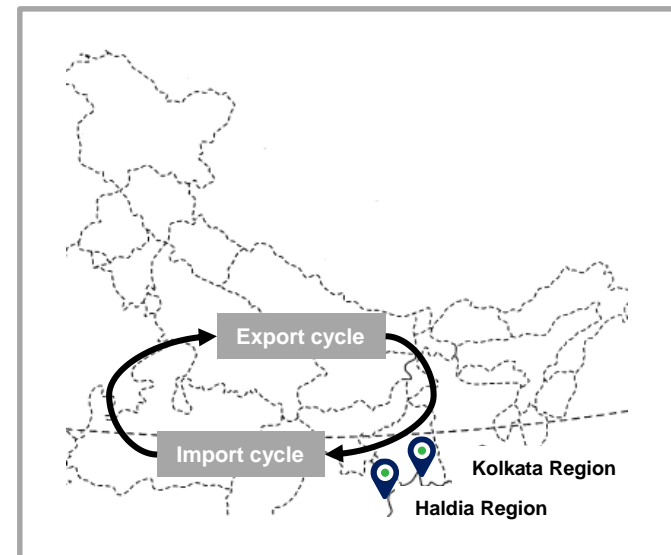 Export cycle
Import cycle
Kolkata Region
Haldia Region